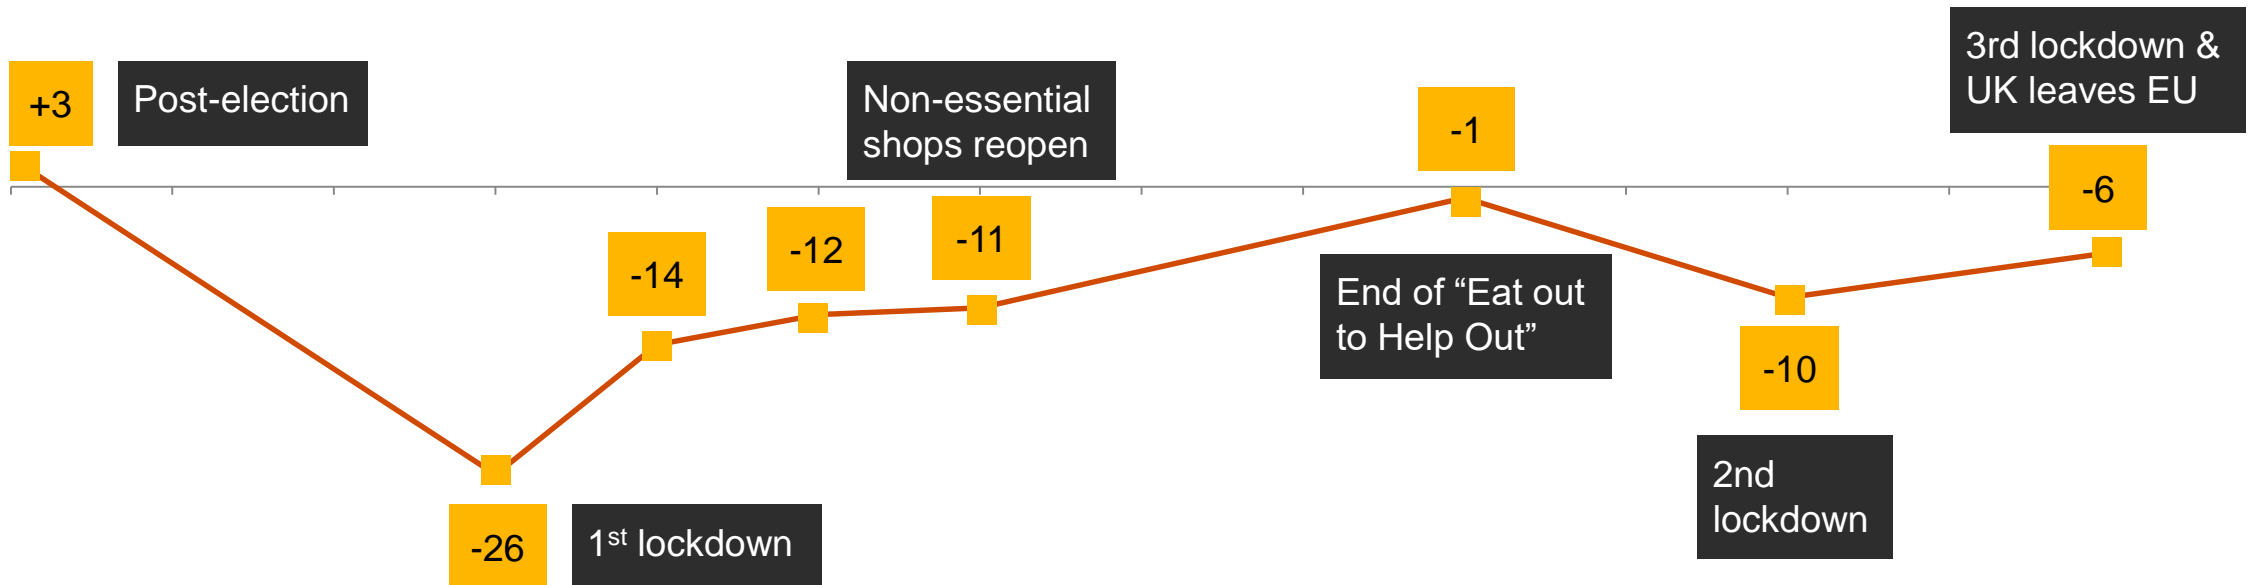 +3
Post-election
-26
1st lockdown
-14
-12
Non-essential
shops reopen
-11
-1
End of “Eat out
to Help Out”
-10
2nd
lockdown
3rd lockdown &
UK leaves EU
-6